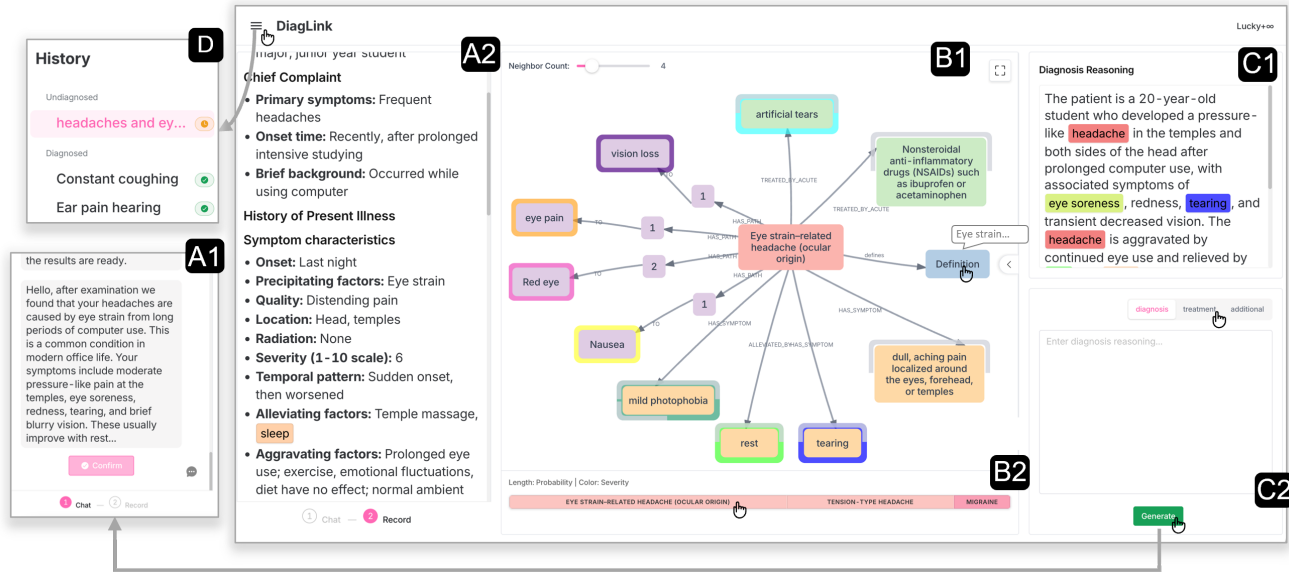 D
History
Undiagnosed
headaches and ey...
Diagnosed
Constant coughing
Ear pain hearing
A1
the results are ready.
Hello, after examination we
found that your headaches are
caused by eye strain from long
periods of computer use. This
is a common condition in
modern office life. Your
symptoms include moderate
pressure-like pain at the
temples, eye soreness,
redness, tearing, and brief
blurry vision. These usually
improve with rest...
Confirm
1 Chat — 2 Record
DiagLink
Lucky+∞
A2
major, junior year student
Chief Complaint
• Primary symptoms: Frequent
headaches
• Onset time: Recently, after prolonged
intensive studying
• Brief background: Occurred while
using computer
History of Present Illness
Symptom characteristics
• Onset: Last night
• Precipitating factors: Eye strain
• Quality: Distending pain
• Location: Head, temples
• Radiation: None
• Severity (1-10 scale): 6
• Temporal pattern: Sudden onset,
then worsened
• Alleviating factors: Temple massage,
sleep
• Aggravating factors: Prolonged eye
use; exercise, emotional fluctuations,
diet have no effect; normal ambient
1 Chat — 2 Record
B1
Neighbor Count: 4
artificial tears
vision loss
Nonsteroidal
anti-inflammatory
drugs (NSAIDs) such
as ibuprofen or
acetaminophen
TO
1
TREATED_BY_ACUTE
TREATED_BY_ACUTE
eye pain
TO
1
HAS_PATH
HAS_PATH
Eye strain–related
headache (ocular
origin)
Eye strain...
defines
Definition
Red eye
TO
2
HAS_PATH
HAS_PATH
1
TO
Nausea
HAS_SYMPTOM
HAS_SYMPTOM
ALLEVIATED_BY
HAS_SYMPTOM
dull, aching pain
localized around
the eyes, forehead,
or temples
mild photophobia
rest
tearing
B2
Length: Probability | Color: Severity
EYE STRAIN–RELATED HEADACHE (OCULAR ORIGIN)
TENSION-TYPE HEADACHE
MIGRAINE
C1
Diagnosis Reasoning
The patient is a 20-year-old
student who developed a pressure-
like headache in the temples and
both sides of the head after
prolonged computer use, with
associated symptoms of
eye soreness, redness, tearing, and
transient decreased vision. The
headache is aggravated by
continued eye use and relieved by
diagnosis treatment additional
Enter diagnosis reasoning...
C2
Generate